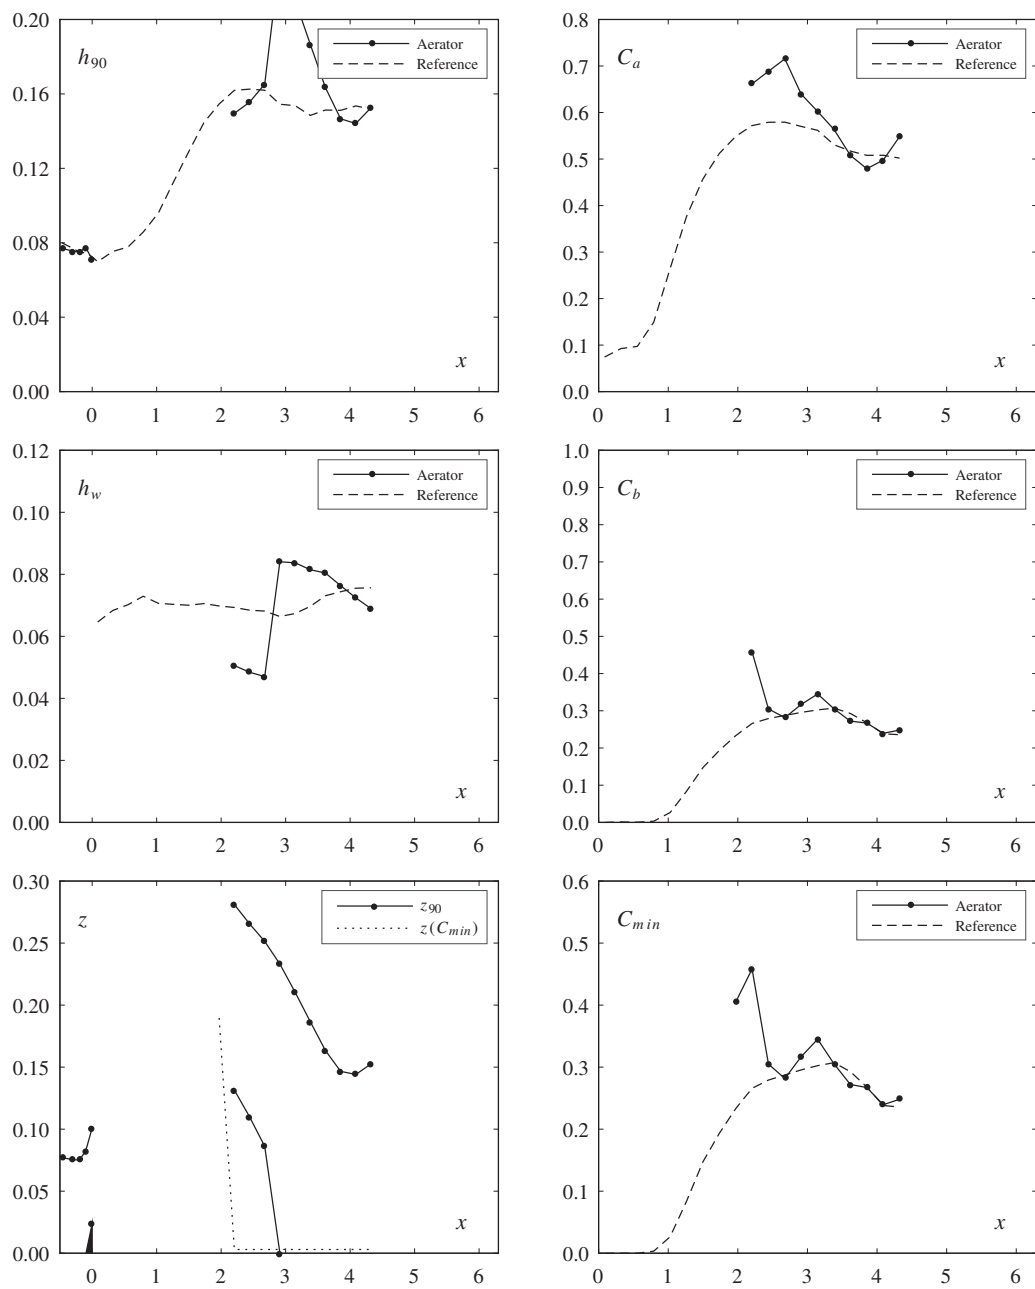 0.20
0.16
0.12
0.08
0.04
0.00
h90
Aerator
Reference
x
0 1 2 3 4 5 6
0.8
0.7
0.6
0.5
0.4
0.3
0.2
0.1
0.0
Ca
Aerator
Reference
x
0 1 2 3 4 5 6
0.12
0.10
0.08
0.06
0.04
0.02
0.00
hw
Aerator
Reference
x
0 1 2 3 4 5 6
1.0
0.9
0.8
0.7
0.6
0.5
0.4
0.3
0.2
0.1
0.0
Cb
Aerator
Reference
x
0 1 2 3 4 5 6
0.30
0.25
0.20
0.15
0.10
0.05
0.00
z
z90
z(Cmin)
x
0 1 2 3 4 5 6
0.6
0.5
0.4
0.3
0.2
0.1
0.0
Cmin
Aerator
Reference
x
0 1 2 3 4 5 6